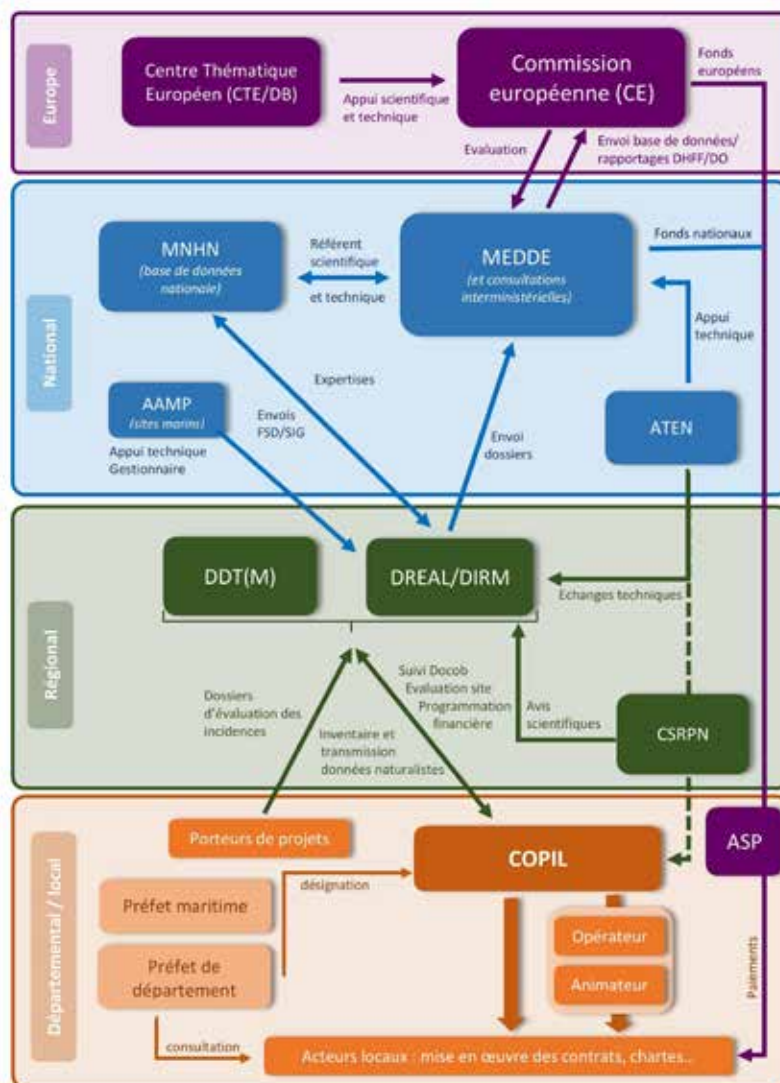 Europe
Centre Thématique
Européen (CTE/DB)
Appui scientifique
et technique
Commission
européenne (CE)
Fonds
européens
Evaluation
Envoi base de données/
rapportages DHFF/DO
National
MNHN
(base de données
nationale)
Référent
scientifique
et technique
MEDDE
(et consultations
interministérielles)
Fonds nationaux
Appui
technique
Expertises
AAMP
(sites marins)
Appui technique
Gestionnaire
Envois
FSD/SIG
Envoi
dossiers
ATEN
Régional
DDT(M)
DREAL/DIRM
Echanges techniques
Dossiers
d'évaluation des
incidences
Suivi Docob
Evaluation site
Programmation
financière
Avis
scientifiques
Inventaire et
transmission
données naturalistes
CSRPN
Départemental / local
Porteurs de projets
COPIL
ASP
désignation
Préfet maritime
Préfet de
département
Opérateur
Animateur
Paiements
consultation
Acteurs locaux : mise en œuvre des contrats, chartes...